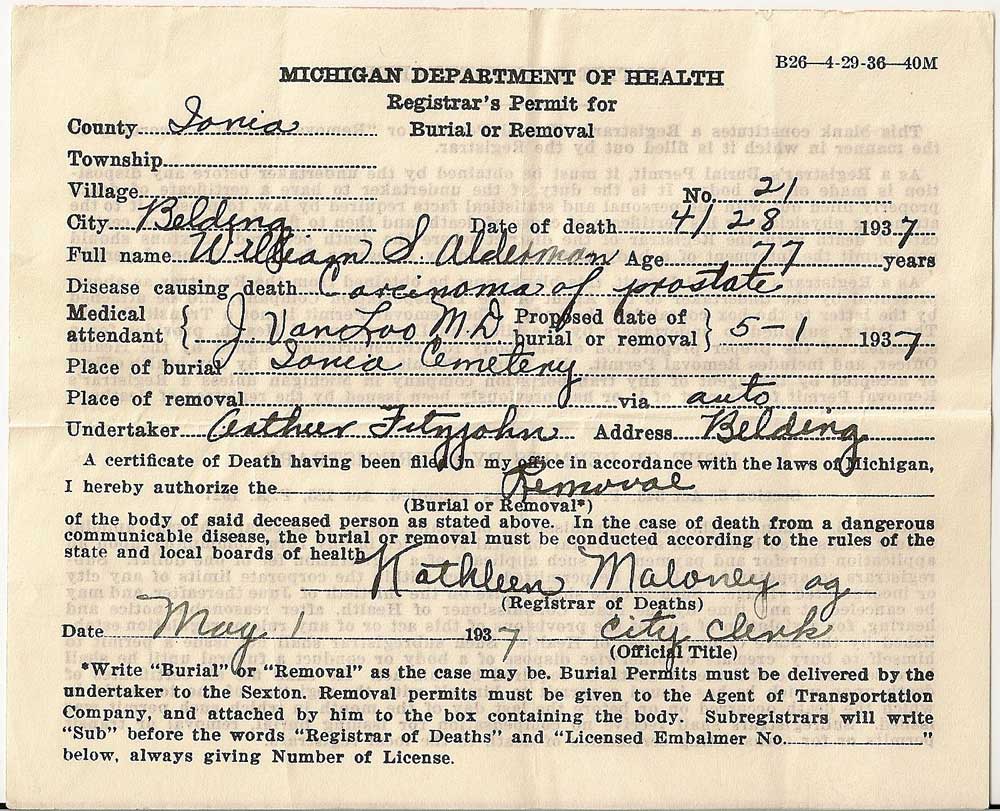 B26—4-29-36—40M
MICHIGAN DEPARTMENT OF HEALTH
Registrar's Permit for
Burial or Removal
County Ionia
Township
Village
No. 21
City Belding Date of death 4/28 1937
Full name William S. Alderman Age 77 years
Disease causing death Carcinoma of prostate
Medical attendant { J VanLoo M.D Proposed date of burial or removal } 5-1 1937
Place of burial Ionia Cemetery
Place of removal via auto
Undertaker Arthur Fitzjohn Address Belding
A certificate of Death having been filed in my office in accordance with the laws of Michigan,
I hereby authorize the Removal
(Burial or Removal*)
of the body of said deceased person as stated above. In the case of death from a dangerous
communicable disease, the burial or removal must be conducted according to the rules of the
state and local boards of health.
Kathleen Maloney
(Registrar of Deaths)
Date May 1 1937 city clerk
(Official Title)
*Write "Burial" or "Removal" as the case may be. Burial Permits must be delivered by the
undertaker to the Sexton. Removal permits must be given to the Agent of Transportation
Company, and attached by him to the box containing the body. Subregistrars will write
"Sub" before the words "Registrar of Deaths" and "Licensed Embalmer No. "
below, always giving Number of License.